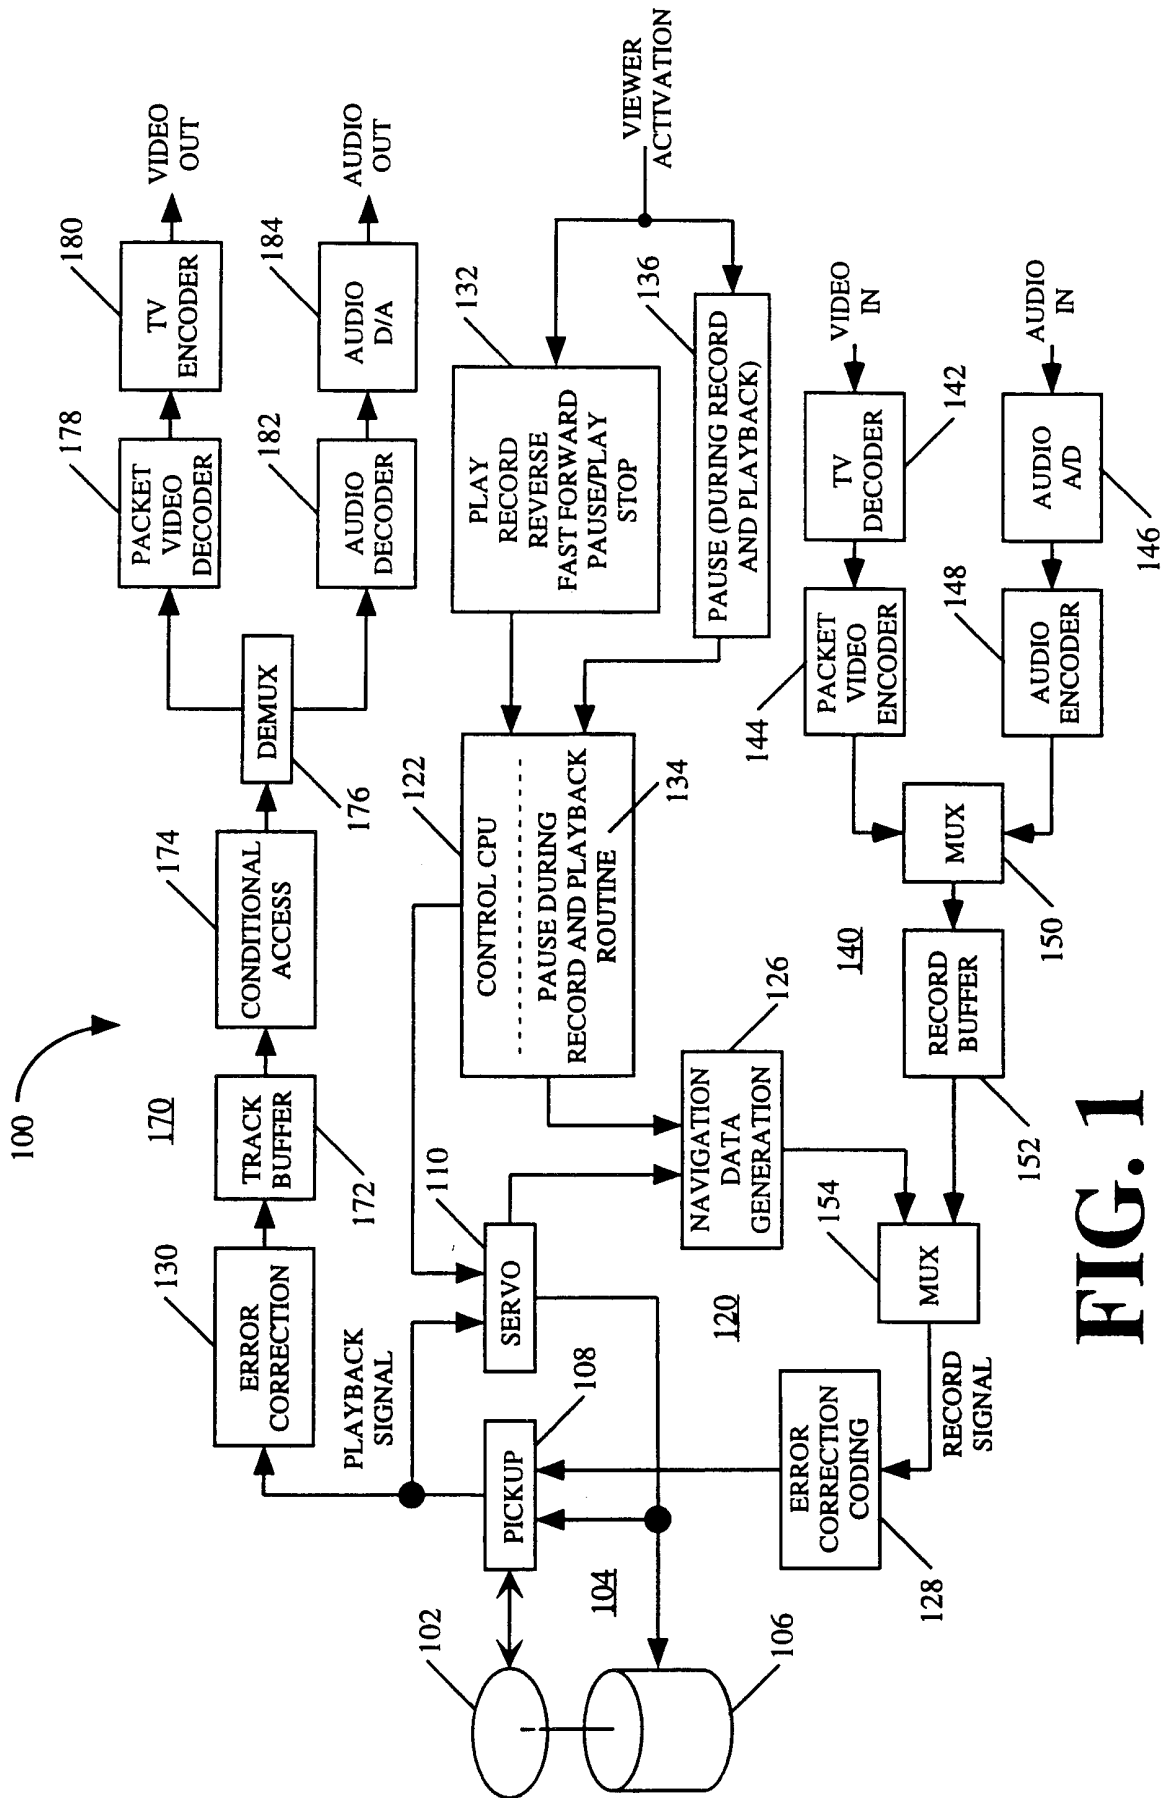 100
130
ERROR
CORRECTION
170
TRACK
BUFFER
172
174
CONDITIONAL
ACCESS
DEMUX
176
178
PACKET
VIDEO
DECODER
180
TV
ENCODER
VIDEO
OUT
182
AUDIO
DECODER
184
AUDIO
D/A
AUDIO
OUT
PLAYBACK
SIGNAL
102
PICKUP
108
SERVO
110
104
106
122
CONTROL CPU
PAUSE DURING
RECORD AND PLAYBACK
ROUTINE
134
132
PLAY
RECORD
REVERSE
FAST FORWARD
PAUSE/PLAY
STOP
VIEWER
ACTIVATION
136
PAUSE (DURING RECORD
AND PLAYBACK)
120
126
NAVIGATION
DATA
GENERATION
128
ERROR
CORRECTION
CODING
RECORD
SIGNAL
154
MUX
140
RECORD
BUFFER
152
MUX
150
144
PACKET
VIDEO
ENCODER
TV
DECODER
142
VIDEO
IN
148
AUDIO
ENCODER
AUDIO
A/D
146
AUDIO
IN
FIG. 1